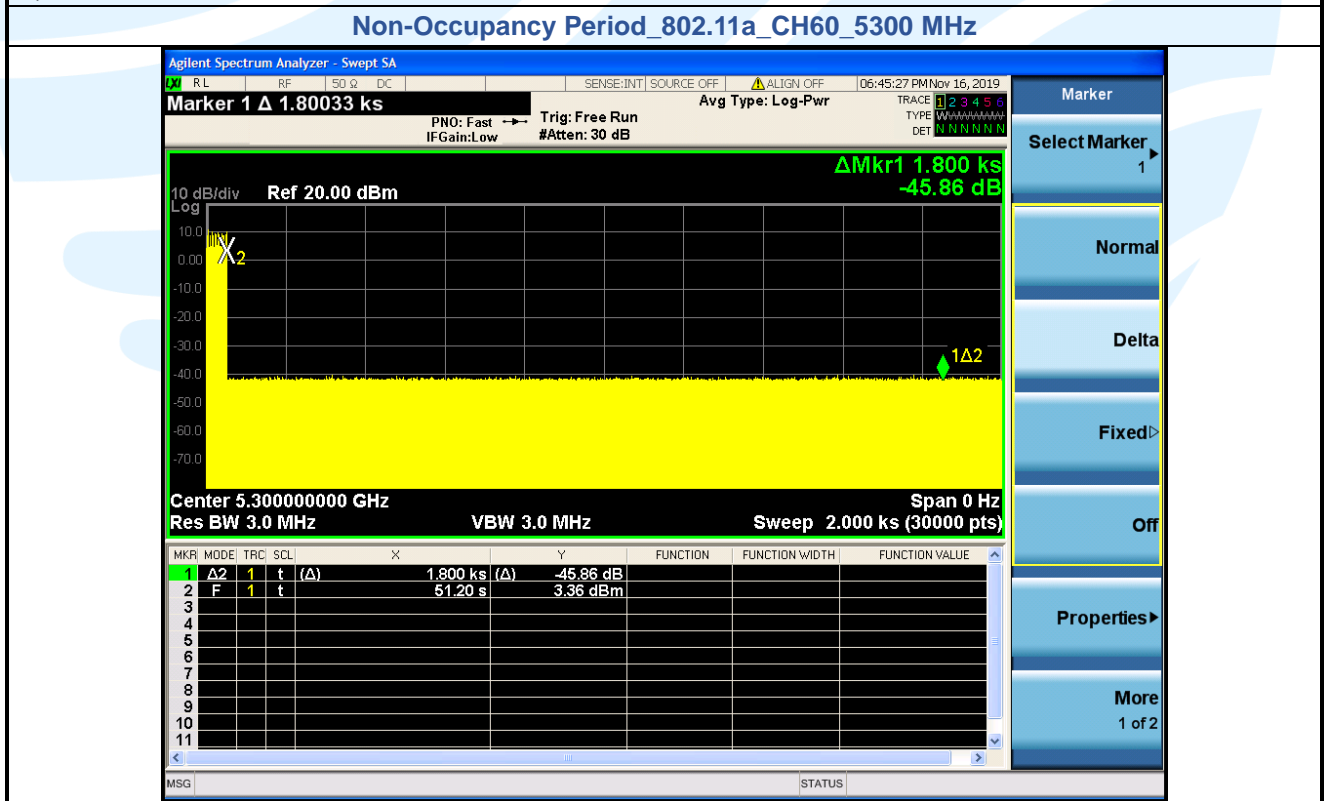 Non-Occupancy Period_802.11a_CH60_5300 MHz
Agilent Spectrum Analyzer - Swept SA
LXI RL RF 50 Ω DC SENSE:INT SOURCE OFF ALIGN OFF 06:45:27 PM Nov 16, 2019
Marker 1 Δ 1.80033 ks
PNO: Fast
IFGain:Low
Trig: Free Run
#Atten: 30 dB
Avg Type: Log-Pwr
TRACE 1 2 3 4 5 6
TYPE WWWWWW
DET N N N N N N
ΔMkr1 1.800 ks
-45.86 dB
10 dB/div Ref 20.00 dBm
Log
10.0
0.00
-10.0
-20.0
-30.0
-40.0
-50.0
-60.0
-70.0
2
1Δ2
Center 5.300000000 GHz Span 0 Hz
Res BW 3.0 MHz VBW 3.0 MHz Sweep 2.000 ks (30000 pts)
MKR MODE TRC SCL X Y FUNCTION FUNCTION WIDTH FUNCTION VALUE
1 Δ2 1 t (Δ) 1.800 ks (Δ) -45.86 dB
2 F 1 t 51.20 s 3.36 dBm
3
4
5
6
7
8
9
10
11
MSG STATUS
Marker
Select Marker
1
Normal
Delta
Fixed
Off
Properties
More
1 of 2